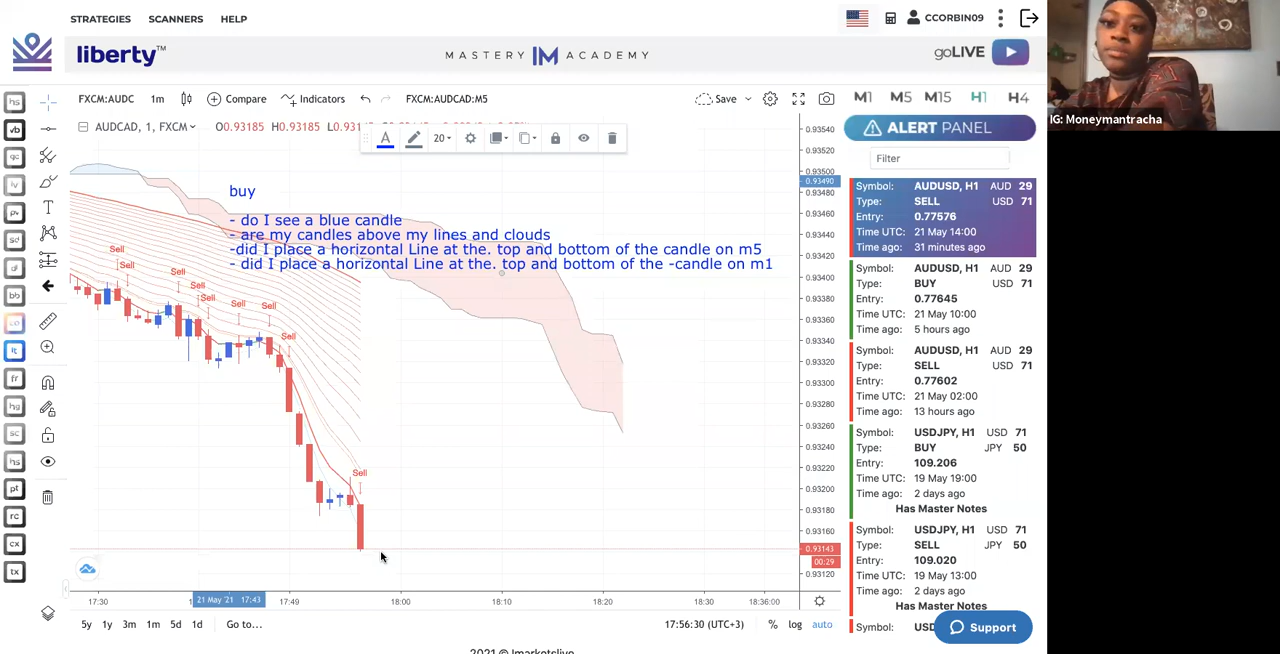 STRATEGIES SCANNERS HELP
CCORBIN09
liberty™
MASTERY IM ACADEMY
goLIVE
FXCM:AUDC 1m Compare Indicators FXCM:AUDCAD:M5 Save
M1 M5 M15 H1 H4
AUDCAD, 1, FXCM O0.93185 H0.93185
20
ALERT PANEL
Filter
buy
- do I see a blue candle
- are my candles above my lines and clouds
-did I place a horizontal Line at the. top and bottom of the candle on m5
- did I place a horizontal Line at the. top and bottom of the -candle on m1
Sell
Sell
Sell
Sell
Sell
Sell
Sell
Sell
Sell
0.93540
0.93520
0.93500
0.93490
0.93480
0.93460
0.93440
0.93420
0.93400
0.93380
0.93360
0.93340
0.93320
0.93300
0.93280
0.93260
0.93240
0.93220
0.93200
0.93180
0.93160
0.93143
00:29
0.93120
17:30 21 May '21 17:43 17:49 18:00 18:10 18:20 18:30 18:36:00
5y 1y 3m 1m 5d 1d Go to... 17:56:30 (UTC+3) % log auto
2021 © Imarketslive
Symbol: AUDUSD, H1 AUD 29
Type: SELL USD 71
Entry: 0.77576
Time UTC: 21 May 14:00
Time ago: 31 minutes ago
Symbol: AUDUSD, H1 AUD 29
Type: BUY USD 71
Entry: 0.77645
Time UTC: 21 May 10:00
Time ago: 5 hours ago
Symbol: AUDUSD, H1 AUD 29
Type: SELL USD 71
Entry: 0.77602
Time UTC: 21 May 02:00
Time ago: 13 hours ago
Symbol: USDJPY, H1 USD 71
Type: BUY JPY 50
Entry: 109.206
Time UTC: 19 May 19:00
Time ago: 2 days ago
Has Master Notes
Symbol: USDJPY, H1 USD 71
Type: SELL JPY 50
Entry: 109.020
Time UTC: 19 May 13:00
Time ago: 2 days ago
Has Master Notes
Symbol:
Support
IG: Moneymantracha